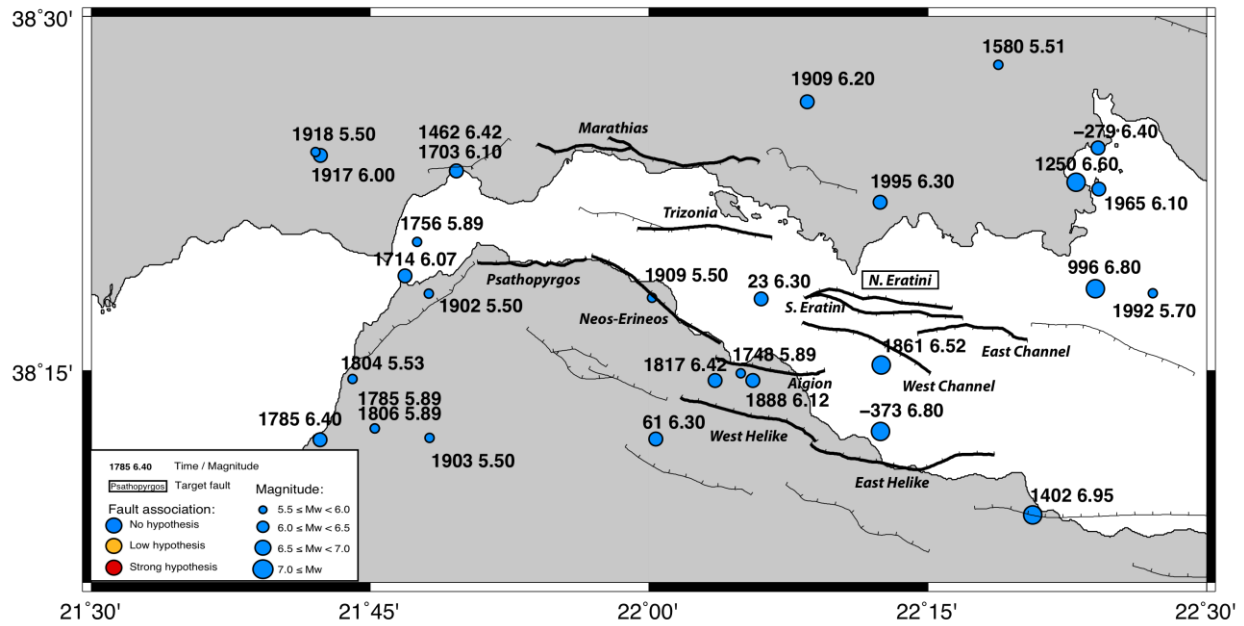 38°30'
1580 5.51
1909 6.20
1918 5.50
1462 6.42
1703 6.10
1917 6.00
Marathias
−279 6.40
1250 6.60
1995 6.30
1965 6.10
Trizonia
1756 5.89
1714 6.07
1902 5.50
Psathopyrgos
1909 5.50
23 6.30
N. Eratini
996 6.80
S. Eratini
1992 5.70
Neos-Erineos
38°15'
1804 5.53
1817 6.42
1748 5.89
1861 6.52
East Channel
Aigion
West Channel
1888 6.12
1785 5.89
1806 5.89
1785 6.40
−373 6.80
61 6.30
West Helike
1903 5.50
East Helike
1402 6.95
1785 6.40 Time / Magnitude
Psathopyrgos Target fault
Fault association:
No hypothesis
Low hypothesis
Strong hypothesis
Magnitude:
5.5 ≤ Mw < 6.0
6.0 ≤ Mw < 6.5
6.5 ≤ Mw < 7.0
7.0 ≤ Mw
21°30' 21°45' 22°00' 22°15' 22°30'